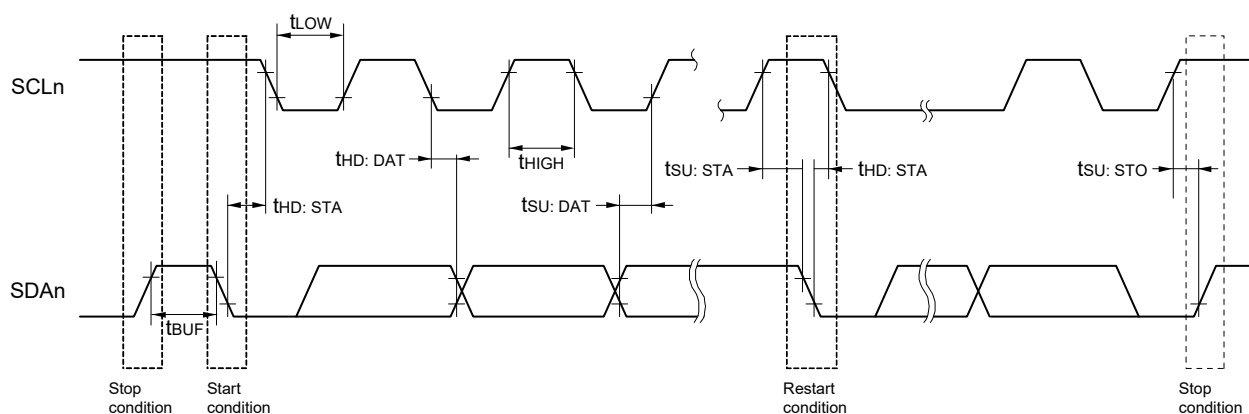 tLOW
SCLn
tHD: DAT
tHIGH
tSU: STA
tHD: STA
tSU: STO
tHD: STA
tSU: DAT
SDAn
tBUF
Stop
condition
Start
condition
Restart
condition
Stop
condition